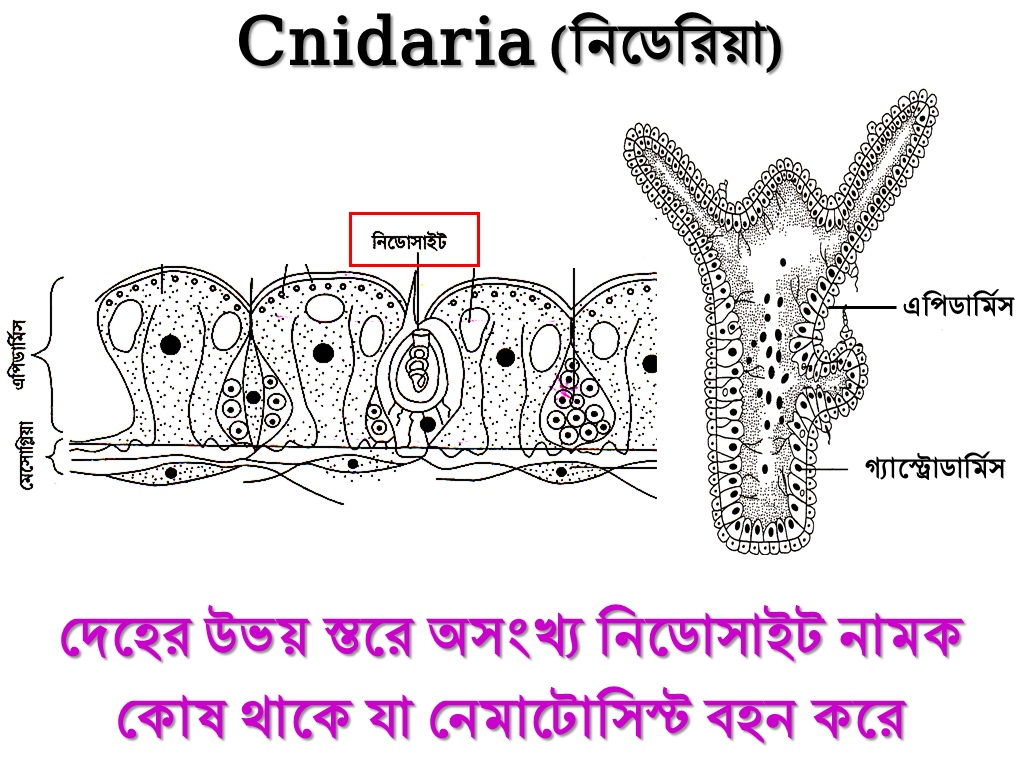 Cnidaria (নিডেরিয়া)
নিডোসাইট
এপিডার্মিস
মেসোগ্লিয়া
এপিডার্মিস
গ্যাস্ট্রোডার্মিস
দেহের উভয় স্তরে অসংখ্য নিডোসাইট নামক
কোষ থাকে যা নেমাটোসিস্ট বহন করে